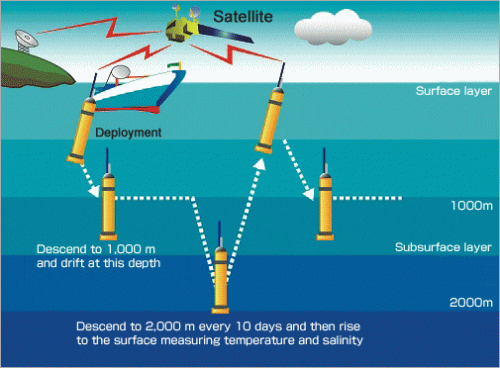 Satellite
Surface layer
Deployment
1000m
Descend to 1,000 m
and drift at this depth
Subsurface layer
2000m
Descend to 2,000 m every 10 days and then rise
to the surface measuring temperature and salinity